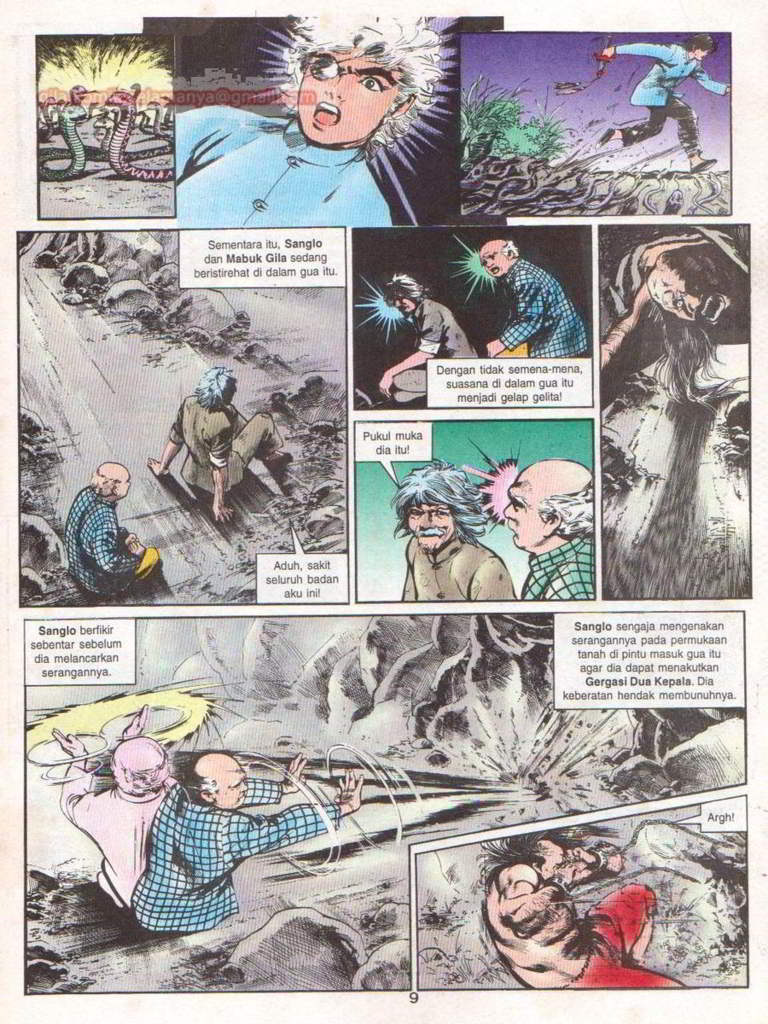 Sementara itu, Sanglo
dan Mabuk Gila sedang
beristirehat di dalam gua itu.
Dengan tidak semena-mena,
suasana di dalam gua itu
menjadi gelap gelita!
Pukul muka
dia itu!
Aduh, sakit
seluruh badan
aku ini!
Sanglo berfikir
sebentar sebelum
dia melancarkan
serangannya.
Sanglo sengaja mengenakan
serangannya pada permukaan
tanah di pintu masuk gua itu
agar dia dapat menakutkan
Gergasi Dua Kepala. Dia
keberatan hendak membunuhnya.
Argh!
9